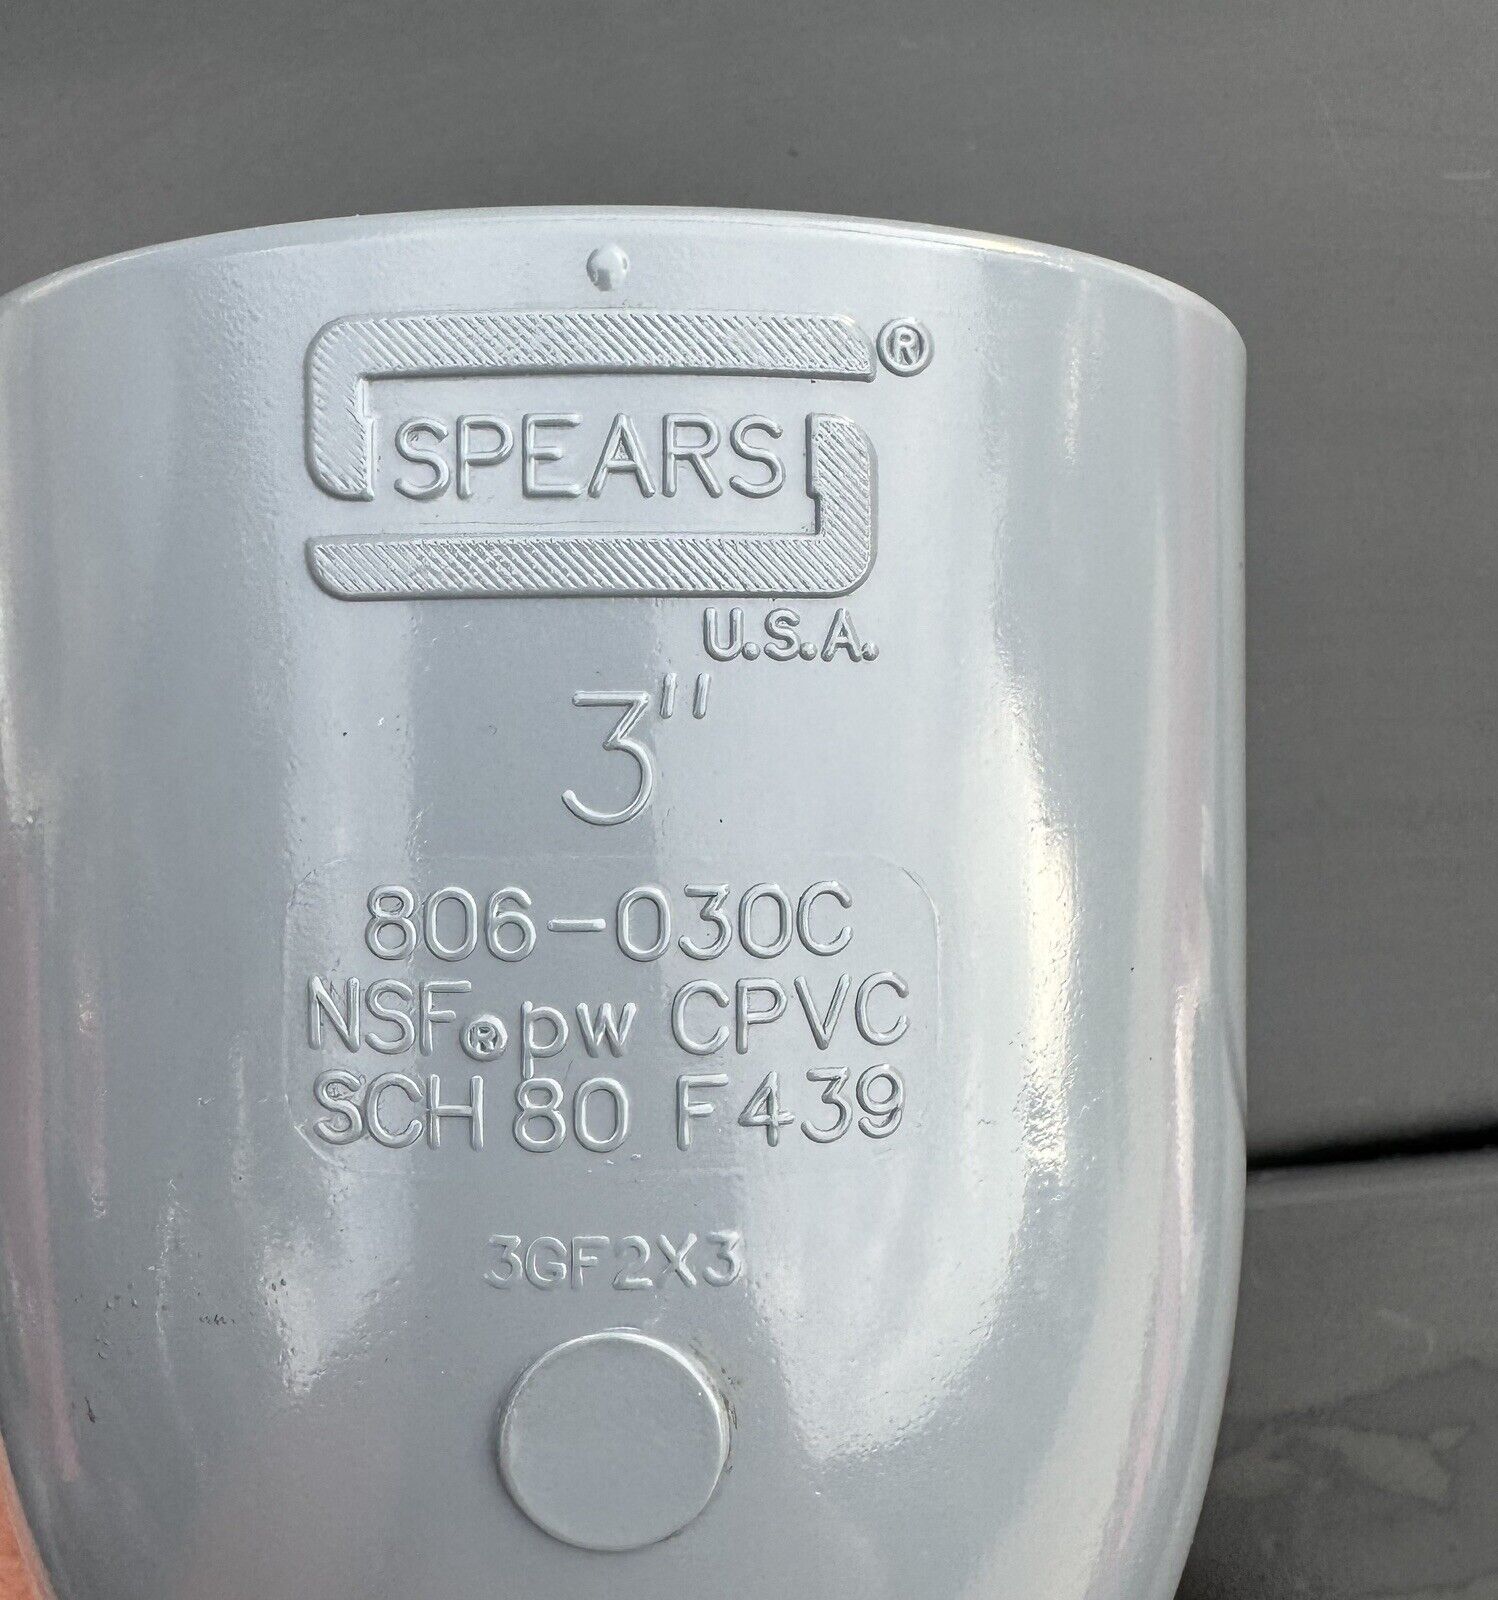 SPEARS®
U.S.A.
3"
806-030C
NSF®pw CPVC
SCH 80 F439
3GF2X3